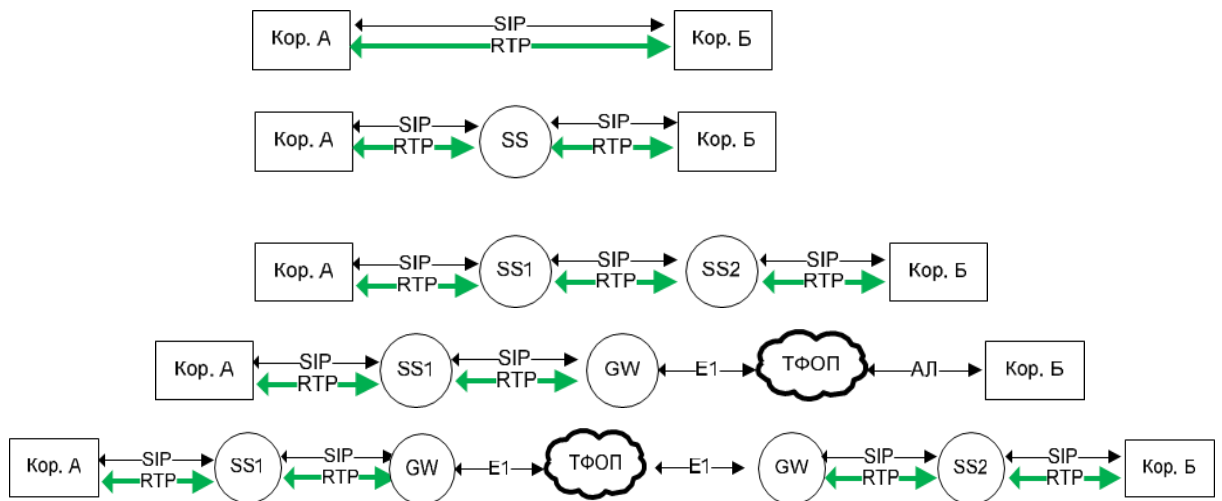 Кор. А SIP RTP Кор. Б
Кор. А SIP RTP SS SIP RTP Кор. Б
Кор. А SIP RTP SS1 SIP RTP SS2 SIP RTP Кор. Б
Кор. А SIP RTP SS1 SIP RTP GW E1 ТФОП АЛ Кор. Б
Кор. А SIP RTP SS1 SIP RTP GW E1 ТФОП E1 GW SIP RTP SS2 SIP RTP Кор. Б